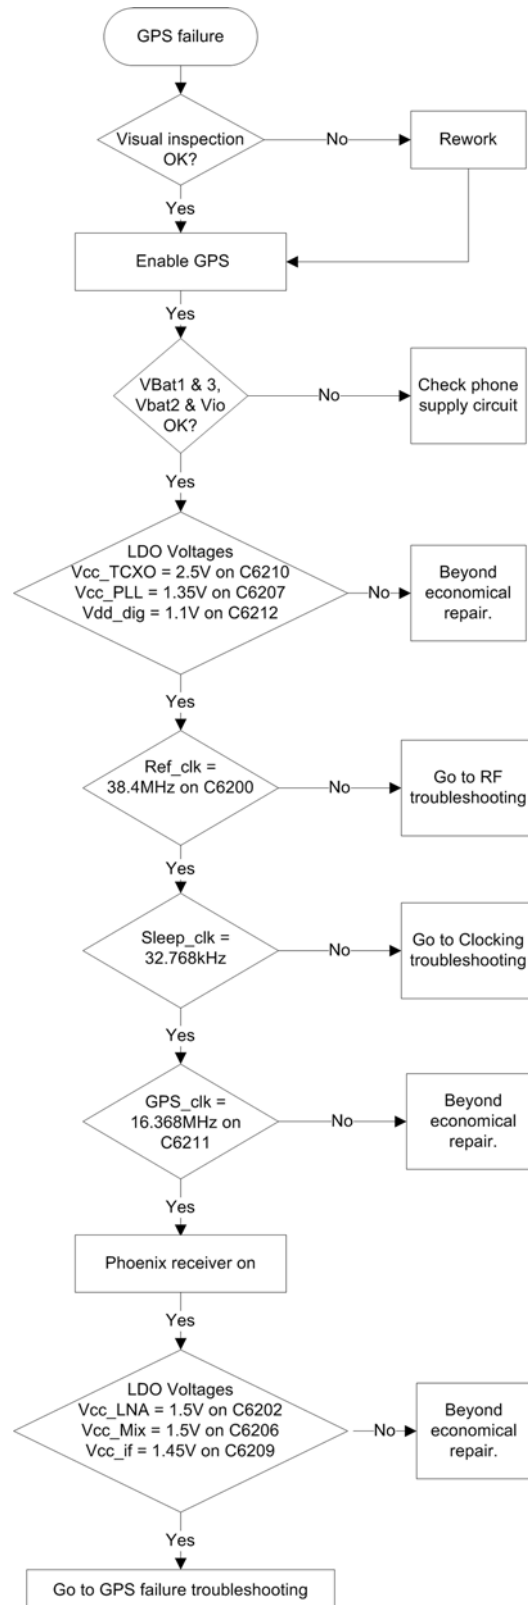 GPS failure
Visual inspection
OK?
No
Rework
Yes
Enable GPS
Yes
VBat1 & 3,
Vbat2 & Vio
OK?
No
Check phone
supply circuit
Yes
LDO Voltages
Vcc_TCXO = 2.5V on C6210
Vcc_PLL = 1.35V on C6207
Vdd_dig = 1.1V on C6212
No
Beyond
economical
repair.
Yes
Ref_clk =
38.4MHz on C6200
No
Go to RF
troubleshooting
Yes
Sleep_clk =
32.768kHz
No
Go to Clocking
troubleshooting
Yes
GPS_clk =
16.368MHz on
C6211
No
Beyond
economical
repair.
Yes
Phoenix receiver on
Yes
LDO Voltages
Vcc_LNA = 1.5V on C6202
Vcc_Mix = 1.5V on C6206
Vcc_if = 1.45V on C6209
No
Beyond
economical
repair.
Yes
Go to GPS failure troubleshooting